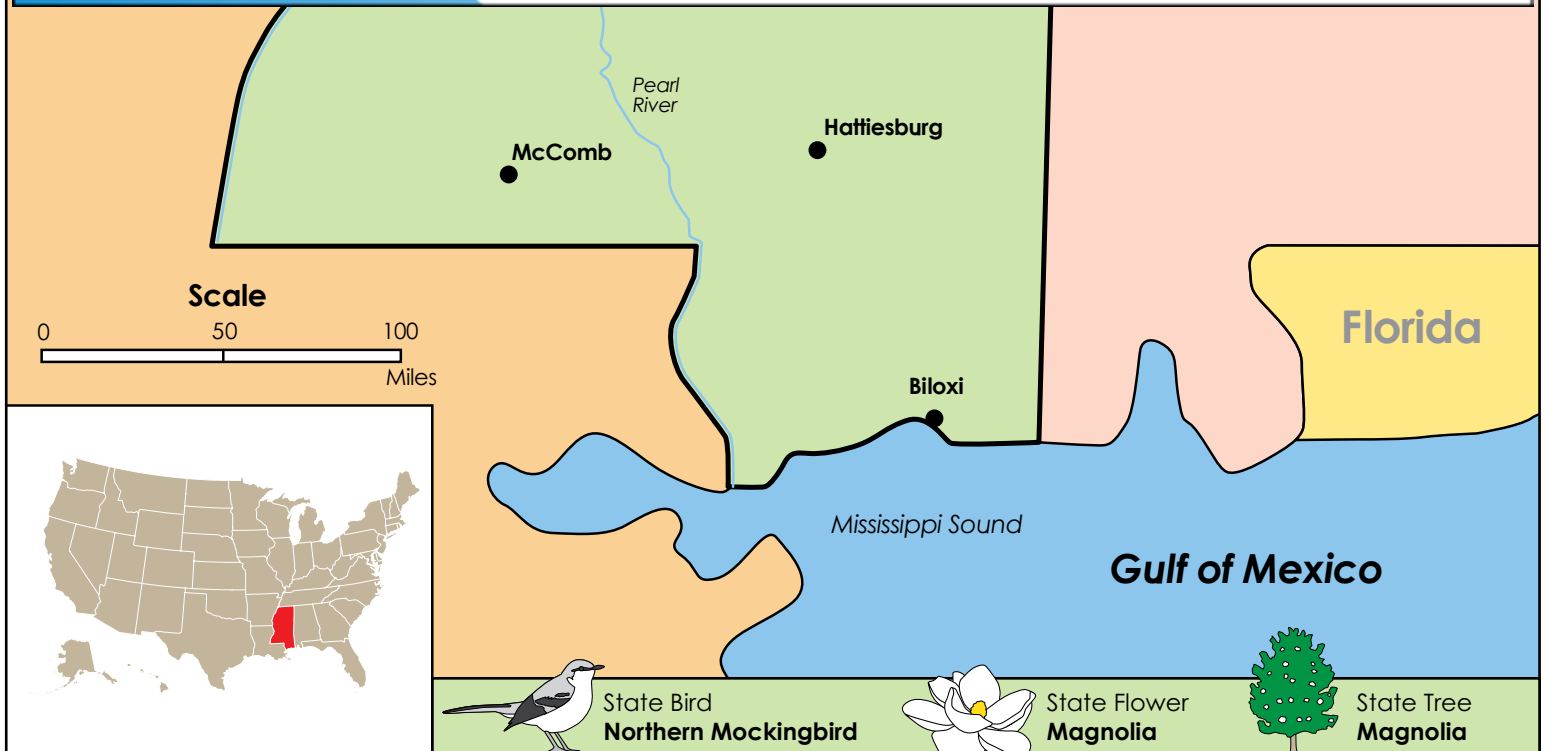 Pearl
River
Hattiesburg
McComb
Scale
0 50 100
Miles
Florida
Biloxi
Mississippi Sound
Gulf of Mexico
State Bird
Northern Mockingbird
State Flower
Magnolia
State Tree
Magnolia